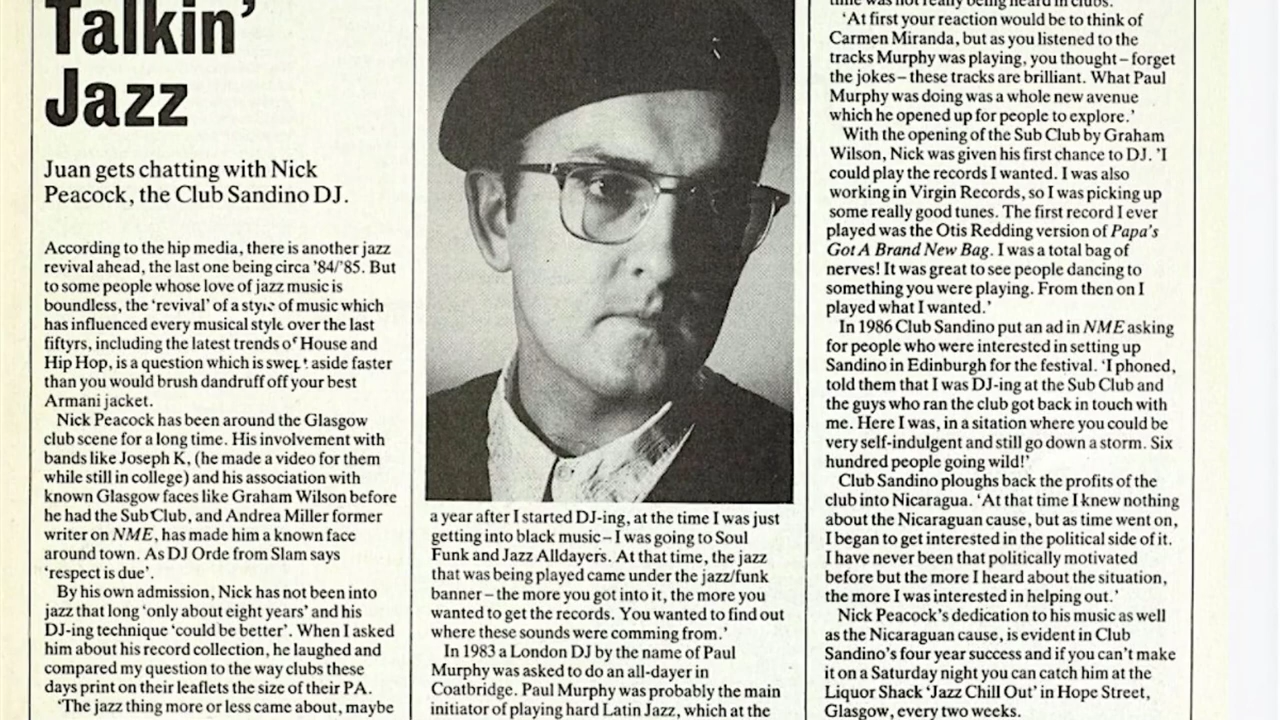 Talkin'
Jazz
Juan gets chatting with Nick
Peacock, the Club Sandino DJ.
According to the hip media, there is another jazz
revival ahead, the last one being circa '84/'85. But
to some people whose love of jazz music is
boundless, the 'revival' of a style of music which
has influenced every musical style over the last
fiftyrs, including the latest trends of House and
Hip Hop, is a question which is swept aside faster
than you would brush dandruff off your best
Armani jacket.
Nick Peacock has been around the Glasgow
club scene for a long time. His involvement with
bands like Joseph K, (he made a video for them
while still in college) and his association with
known Glasgow faces like Graham Wilson before
he had the Sub Club, and Andrea Miller former
writer on NME, has made him a known face
around town. As DJ Orde from Slam says
'respect is due'.
By his own admission, Nick has not been into
jazz that long 'only about eight years' and his
DJ-ing technique 'could be better'. When I asked
him about his record collection, he laughed and
compared my question to the way clubs these
days print on their leaflets the size of their PA.
'The jazz thing more or less came about, maybe
a year after I started DJ-ing, at the time I was just
getting into black music – I was going to Soul
Funk and Jazz Alldayers. At that time, the jazz
that was being played came under the jazz/funk
banner – the more you got into it, the more you
wanted to get the records. You wanted to find out
where these sounds were comming from.'
In 1983 a London DJ by the name of Paul
Murphy was asked to do an all-dayer in
Coatbridge. Paul Murphy was probably the main
initiator of playing hard Latin Jazz, which at the
time was not really being heard in clubs.
'At first your reaction would be to think of
Carmen Miranda, but as you listened to the
tracks Murphy was playing, you thought – forget
the jokes – these tracks are brilliant. What Paul
Murphy was doing was a whole new avenue
which he opened up for people to explore.'
With the opening of the Sub Club by Graham
Wilson, Nick was given his first chance to DJ. 'I
could play the records I wanted. I was also
working in Virgin Records, so I was picking up
some really good tunes. The first record I ever
played was the Otis Redding version of Papa's
Got A Brand New Bag. I was a total bag of
nerves! It was great to see people dancing to
something you were playing. From then on I
played what I wanted.'
In 1986 Club Sandino put an ad in NME asking
for people who were interested in setting up
Sandino in Edinburgh for the festival. 'I phoned,
told them that I was DJ-ing at the Sub Club and
the guys who ran the club got back in touch with
me. Here I was, in a sitation where you could be
very self-indulgent and still go down a storm. Six
hundred people going wild!'
Club Sandino ploughs back the profits of the
club into Nicaragua. 'At that time I knew nothing
about the Nicaraguan cause, but as time went on,
I began to get interested in the political side of it.
I have never been that politically motivated
before but the more I heard about the situation,
the more I was interested in helping out.'
Nick Peacock's dedication to his music as well
as the Nicaraguan cause, is evident in Club
Sandino's four year success and if you can't make
it on a Saturday night you can catch him at the
Liquor Shack 'Jazz Chill Out' in Hope Street,
Glasgow, every two weeks.